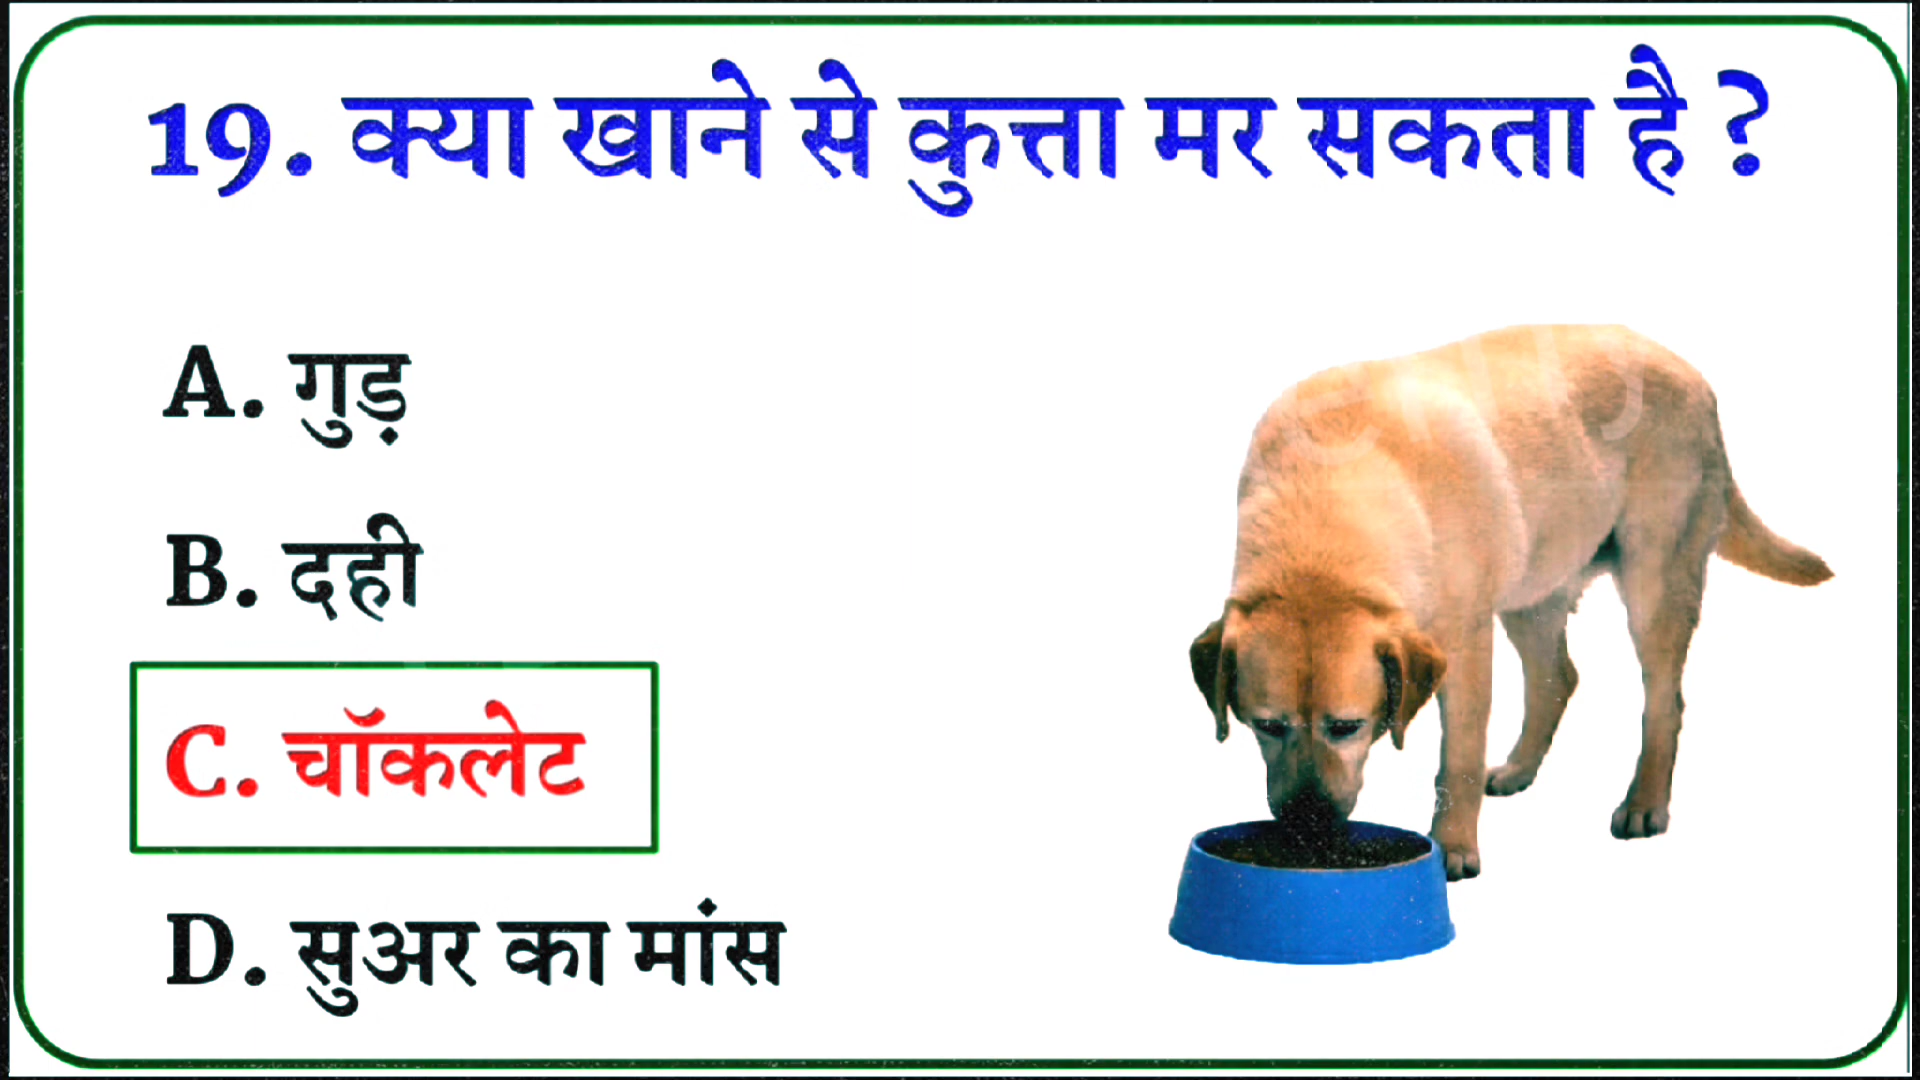 19. क्या खाने से कुत्ता मर सकता है ?
A. गुड़
B. दही
C. चॉकलेट
D. सुअर का मांस